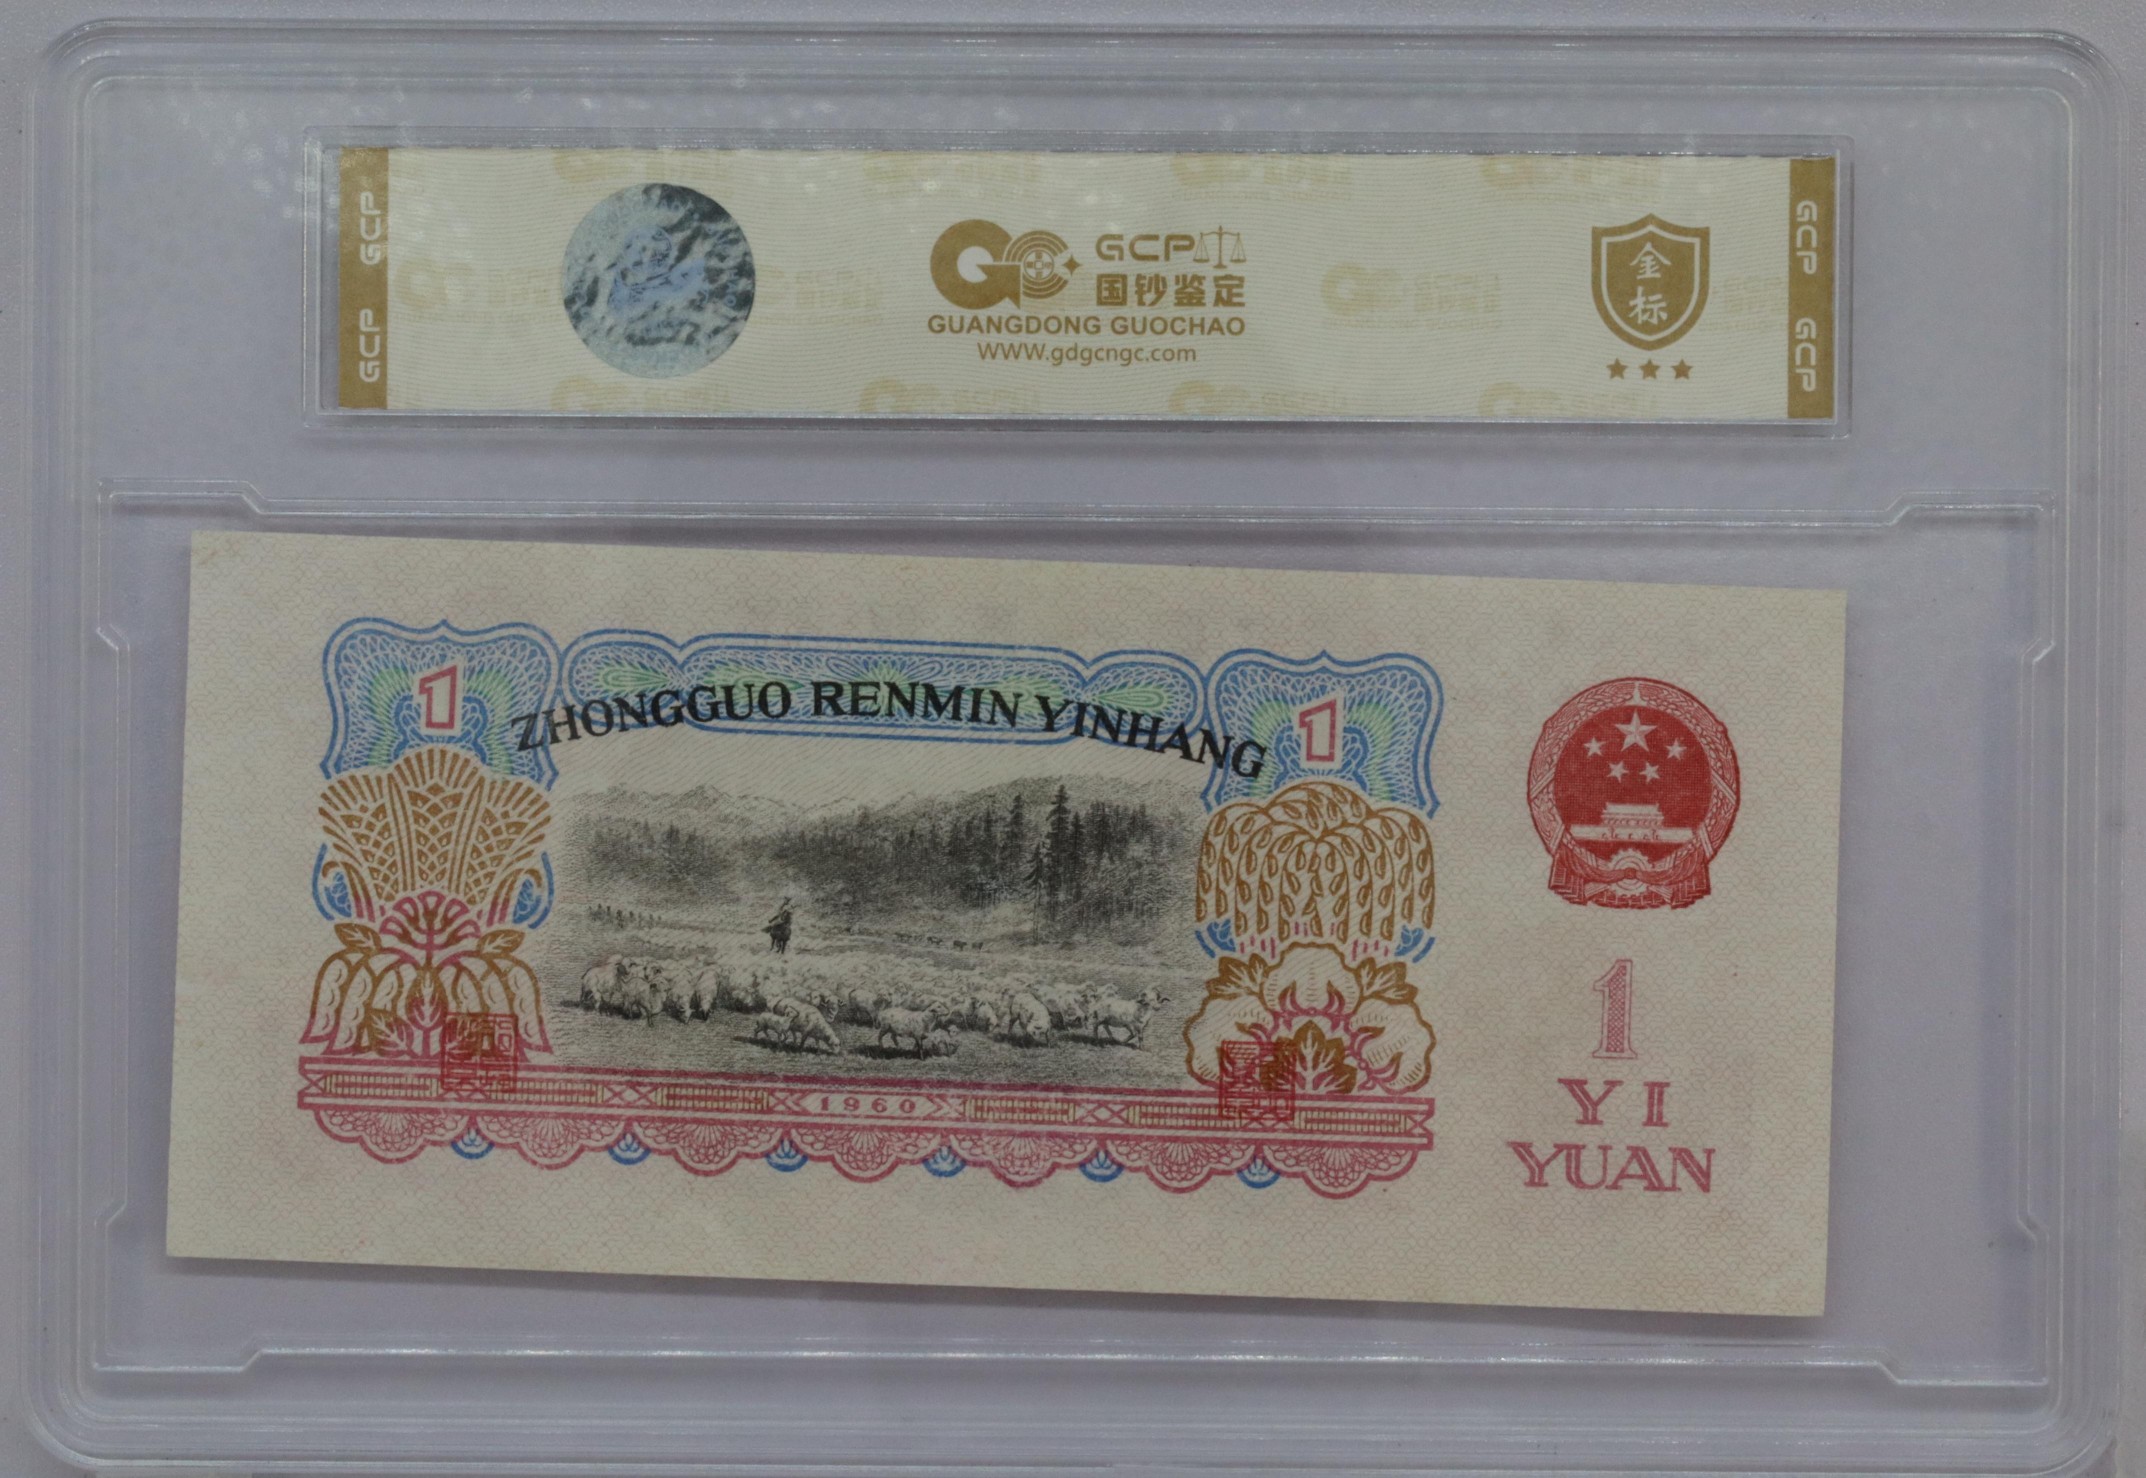 GCP GCP
GCP
国钞鉴定
GUANGDONG GUOCHAO
WWW.gdgcngc.com
金
标
GCP GCP
1
ZHONGGUO RENMIN YINHANG
1
1960
1
YI
YUAN